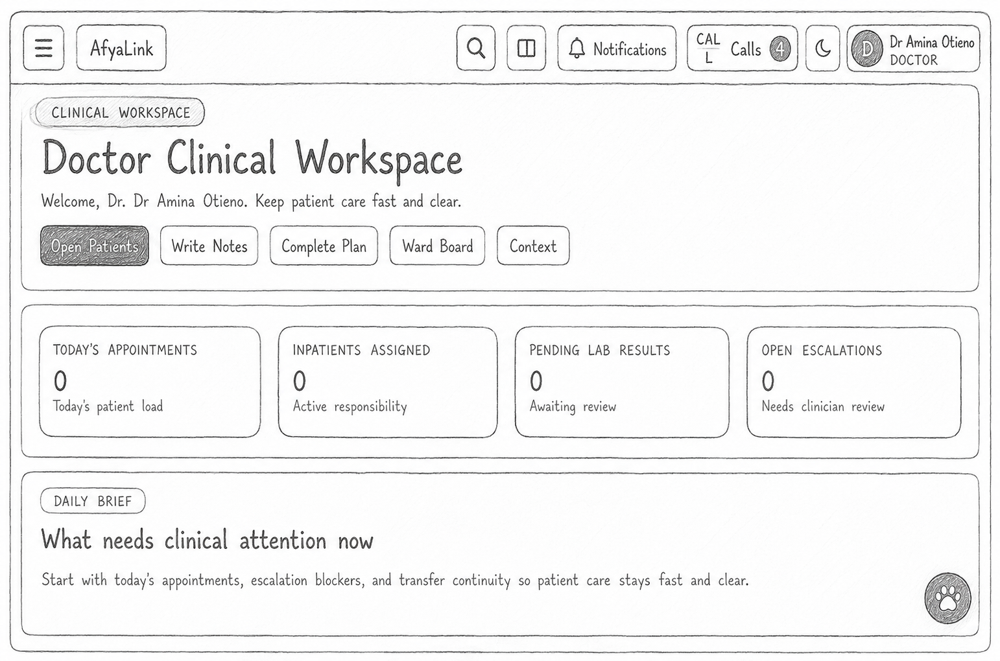 AfyaLink
Notifications
CAL
L
Calls
4
D
Dr Amina Otieno
DOCTOR
CLINICAL WORKSPACE
Doctor Clinical Workspace
Welcome, Dr. Dr Amina Otieno. Keep patient care fast and clear.
Open Patients
Write Notes
Complete Plan
Ward Board
Context
TODAY'S APPOINTMENTS
0
Today's patient load
INPATIENTS ASSIGNED
0
Active responsibility
PENDING LAB RESULTS
0
Awaiting review
OPEN ESCALATIONS
0
Needs clinician review
DAILY BRIEF
What needs clinical attention now
Start with today's appointments, escalation blockers, and transfer continuity so patient care stays fast and clear.